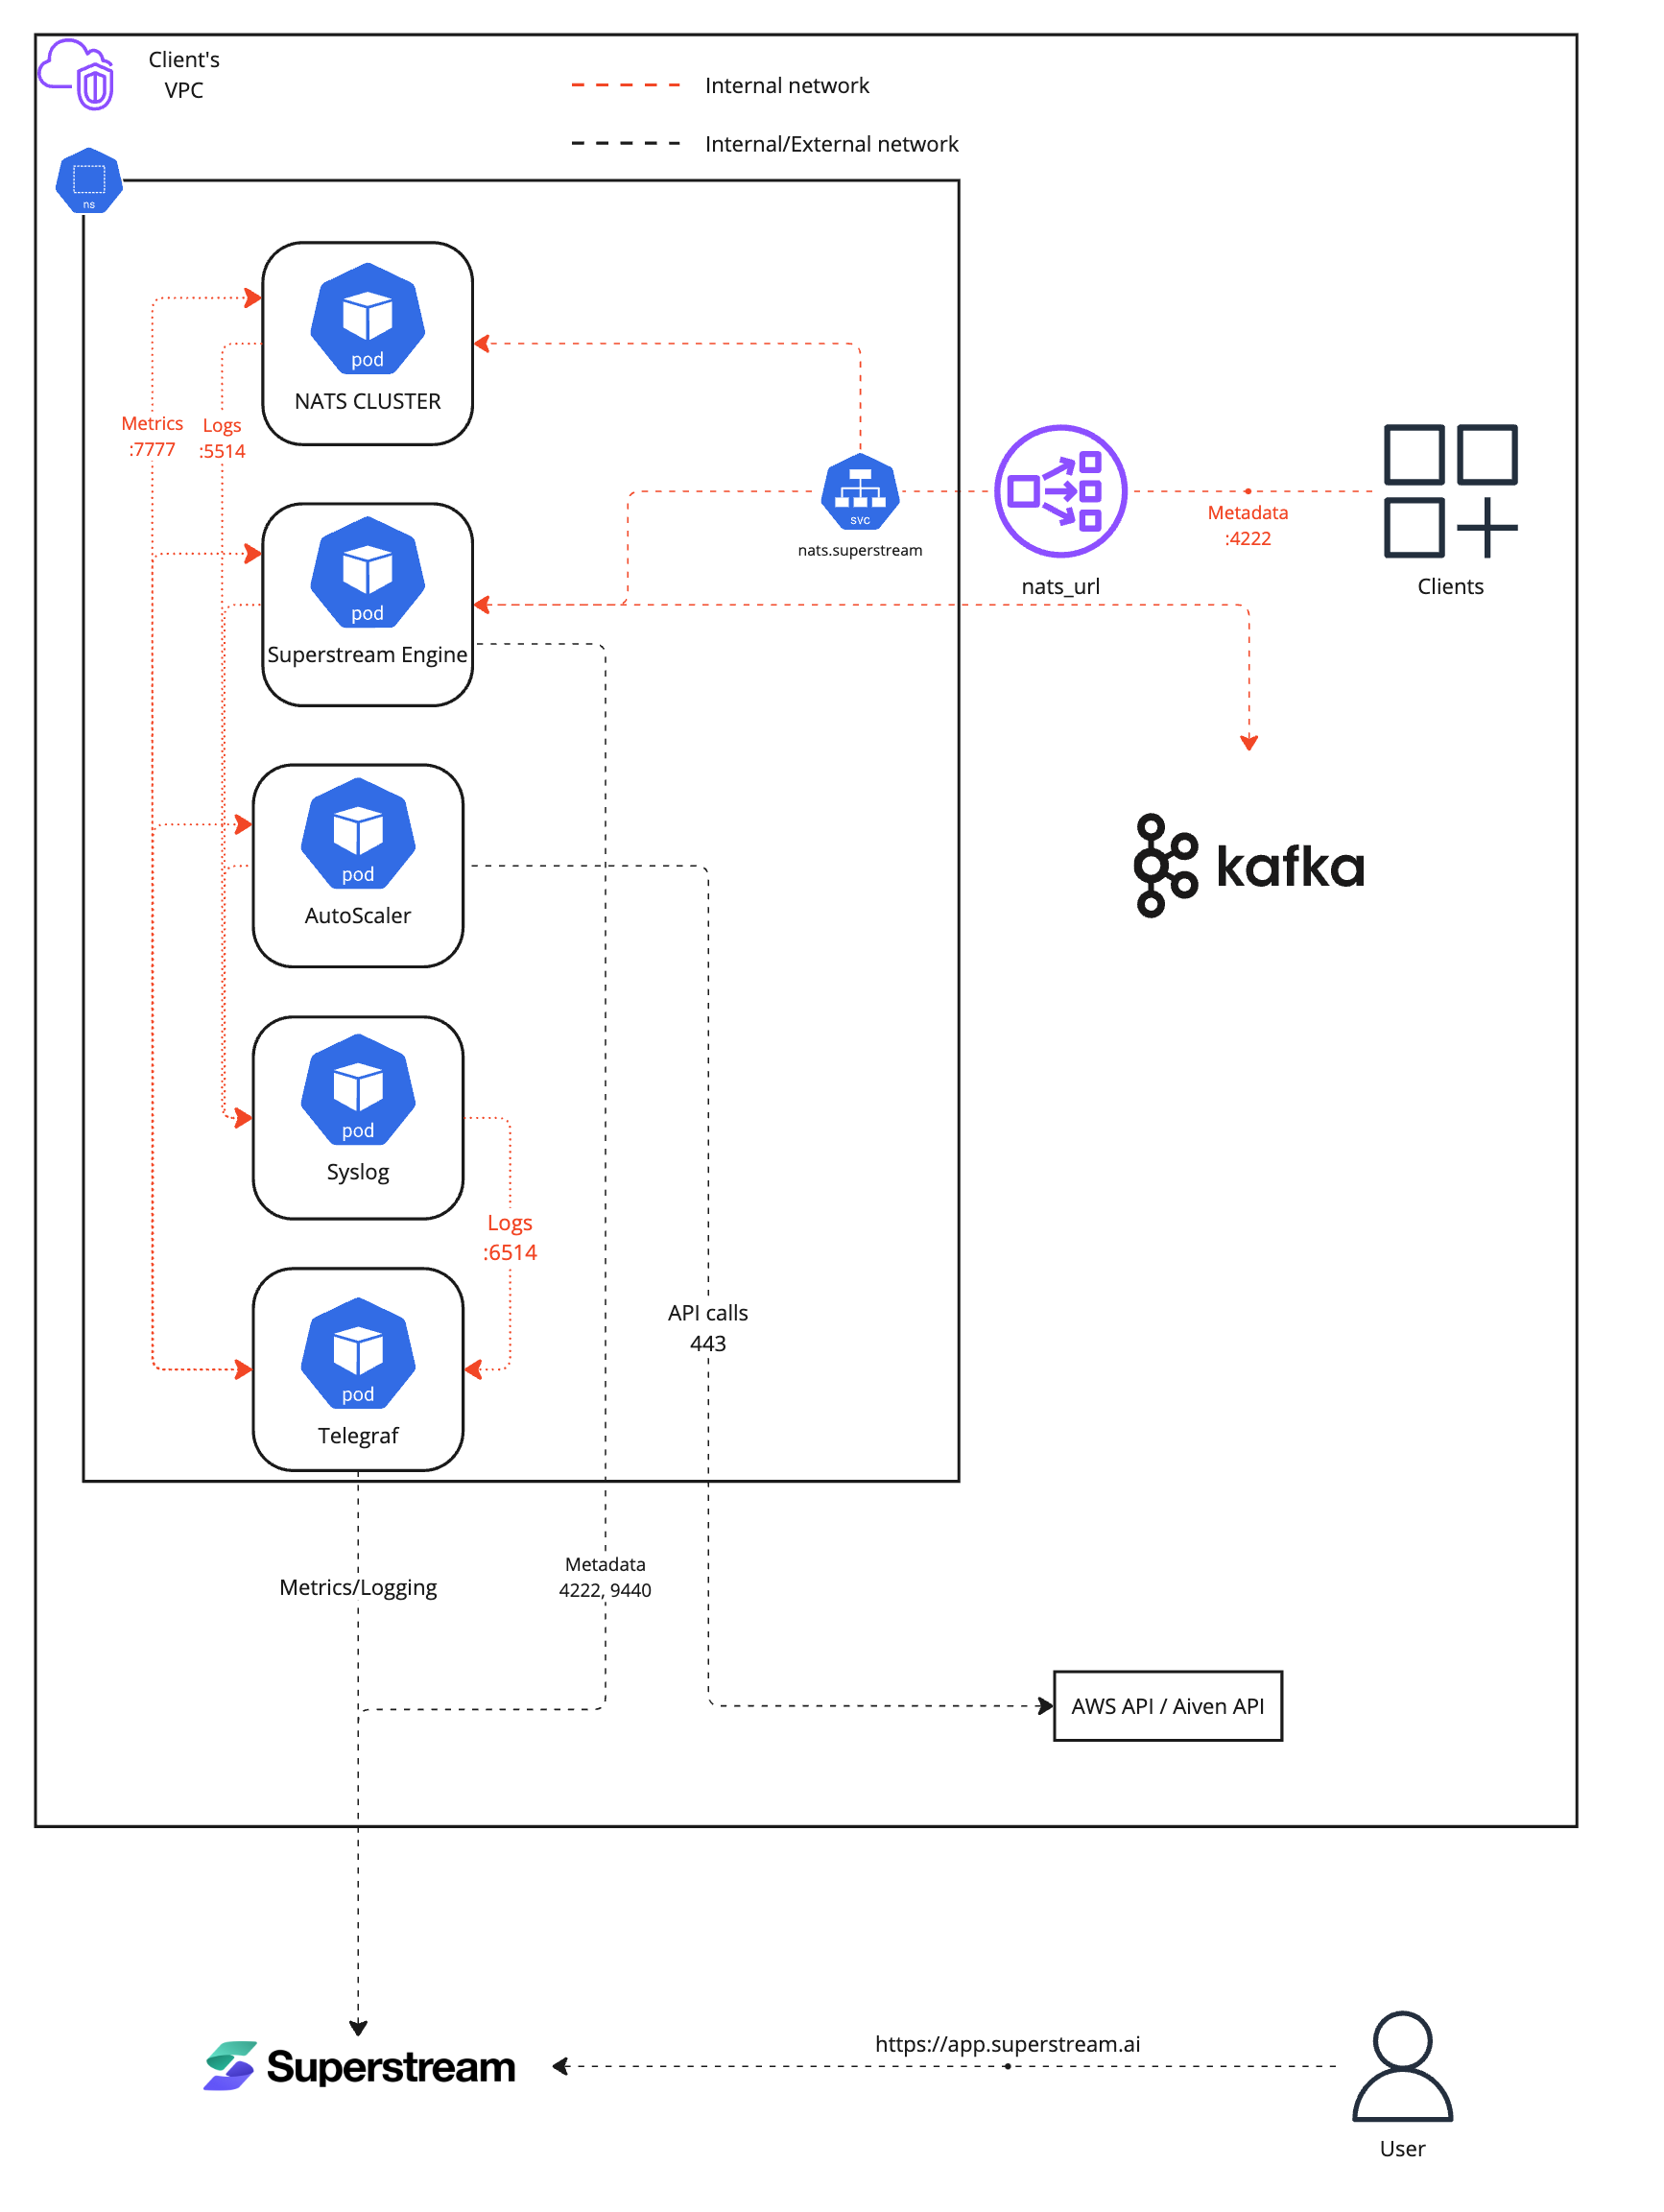 Client's
VPC
Internal network
Internal/External network
ns
pod
NATS CLUSTER
Metrics
:7777
Logs
:5514
svc
nats.superstream
nats_url
Metadata
:4222
Clients
pod
Superstream Engine
kafka
pod
AutoScaler
pod
Syslog
Logs
:6514
API calls
443
pod
Telegraf
Metrics/Logging
Metadata
4222, 9440
AWS API / Aiven API
Superstream
https://app.superstream.ai
User